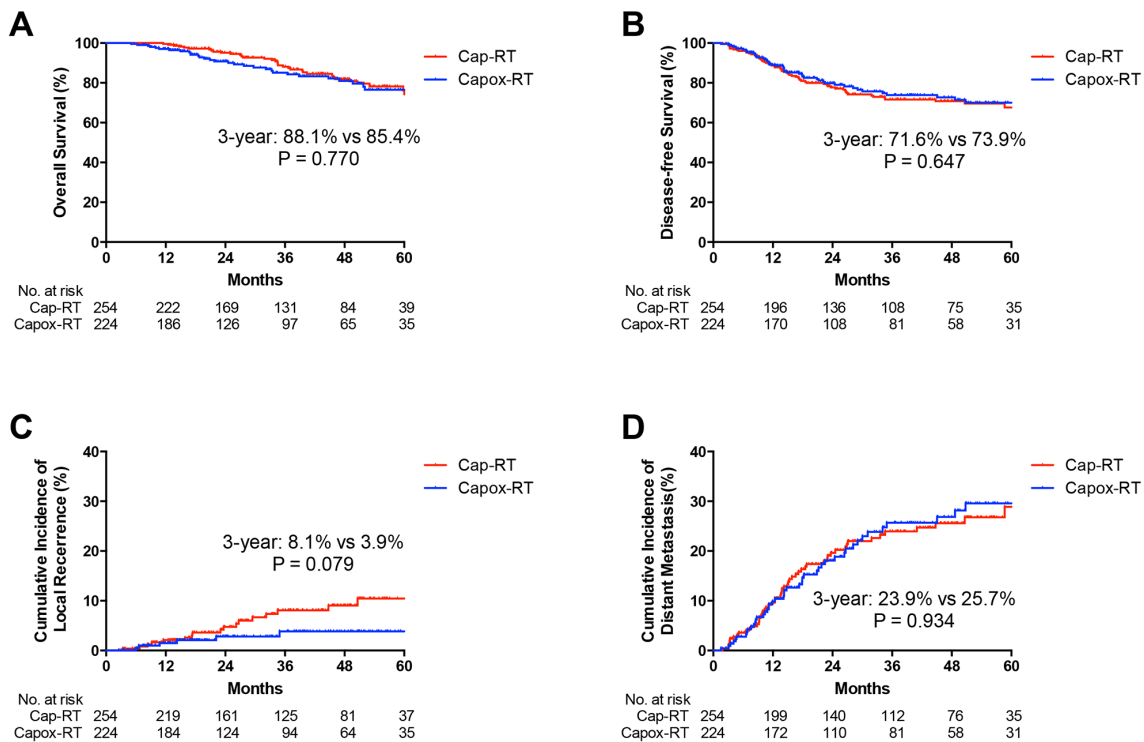 A
Overall Survival (%)
100
80
60
40
20
0
0 12 24 36 48 60
Months
Cap-RT
Capox-RT
3-year: 88.1% vs 85.4%
P = 0.770
No. at risk
Cap-RT 254 222 169 131 84 39
Capox-RT 224 186 126 97 65 35
B
Disease-free Survival (%)
100
80
60
40
20
0
0 12 24 36 48 60
Months
Cap-RT
Capox-RT
3-year: 71.6% vs 73.9%
P = 0.647
No. at risk
Cap-RT 254 196 136 108 75 35
Capox-RT 224 170 108 81 58 31
C
Cumulative Incidence of
Local Recerrence (%)
40
30
20
10
0
0 12 24 36 48 60
Months
Cap-RT
Capox-RT
3-year: 8.1% vs 3.9%
P = 0.079
No. at risk
Cap-RT 254 219 161 125 81 37
Capox-RT 224 184 124 94 64 35
D
Cumulative Incidence of
Distant Metastasis(%)
40
30
20
10
0
0 12 24 36 48 60
Months
Cap-RT
Capox-RT
3-year: 23.9% vs 25.7%
P = 0.934
No. at risk
Cap-RT 254 199 140 112 76 35
Capox-RT 224 172 110 81 58 31